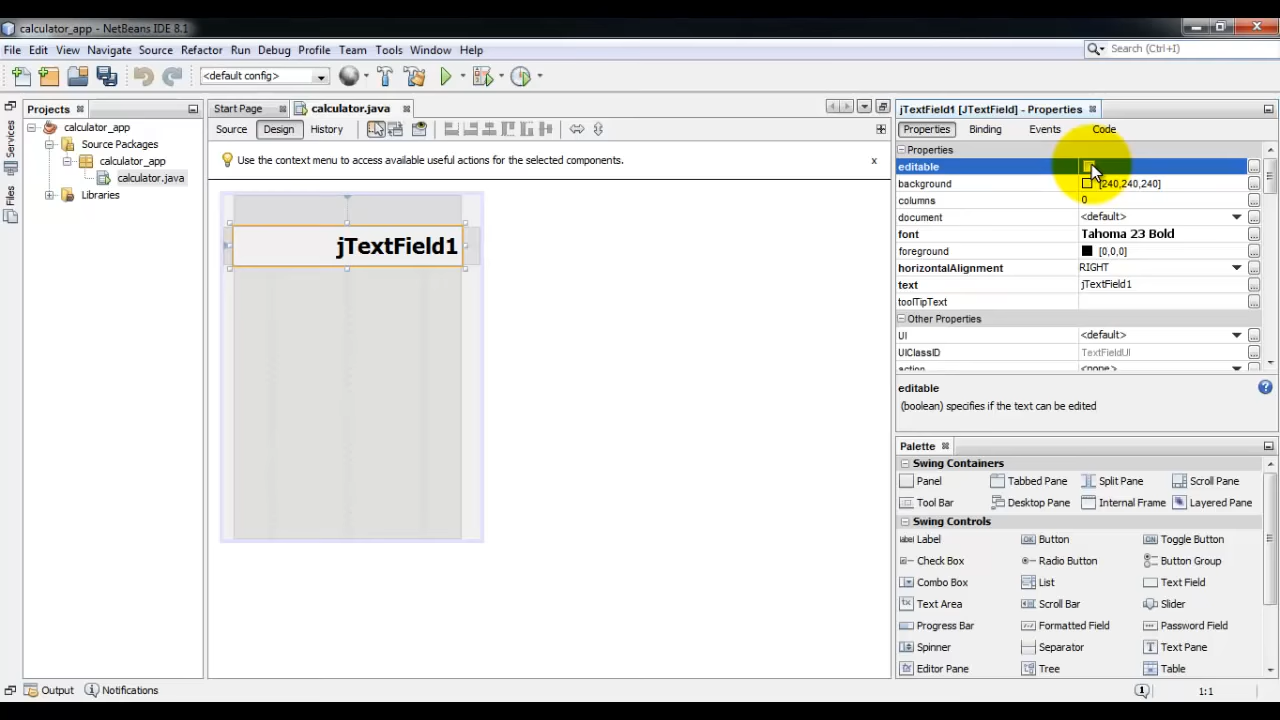 calculator_app - NetBeans IDE 8.1
File Edit View Navigate Source Refactor Run Debug Profile Team Tools Window Help
Search (Ctrl+I)
<default config>
Projects
Start Page calculator.java
jTextField1 [JTextField] - Properties
Services
Files
calculator_app
Source Packages
calculator_app
calculator.java
Libraries
Source Design History
Use the context menu to access available useful actions for the selected components. x
jTextField1
Properties Binding Events Code
Properties
editable
background [240,240,240]
columns 0
document <default>
font Tahoma 23 Bold
foreground [0,0,0]
horizontalAlignment RIGHT
text jTextField1
toolTipText
Other Properties
UI <default>
UIClassID TextFieldUI
action <none>
editable
(boolean) specifies if the text can be edited
Palette
Swing Containers
Panel Tabbed Pane Split Pane Scroll Pane
Tool Bar Desktop Pane Internal Frame Layered Pane
Swing Controls
Label Button Toggle Button
Check Box Radio Button Button Group
Combo Box List Text Field
Text Area Scroll Bar Slider
Progress Bar Formatted Field Password Field
Spinner Separator Text Pane
Editor Pane Tree Table
Output Notifications
1 1:1